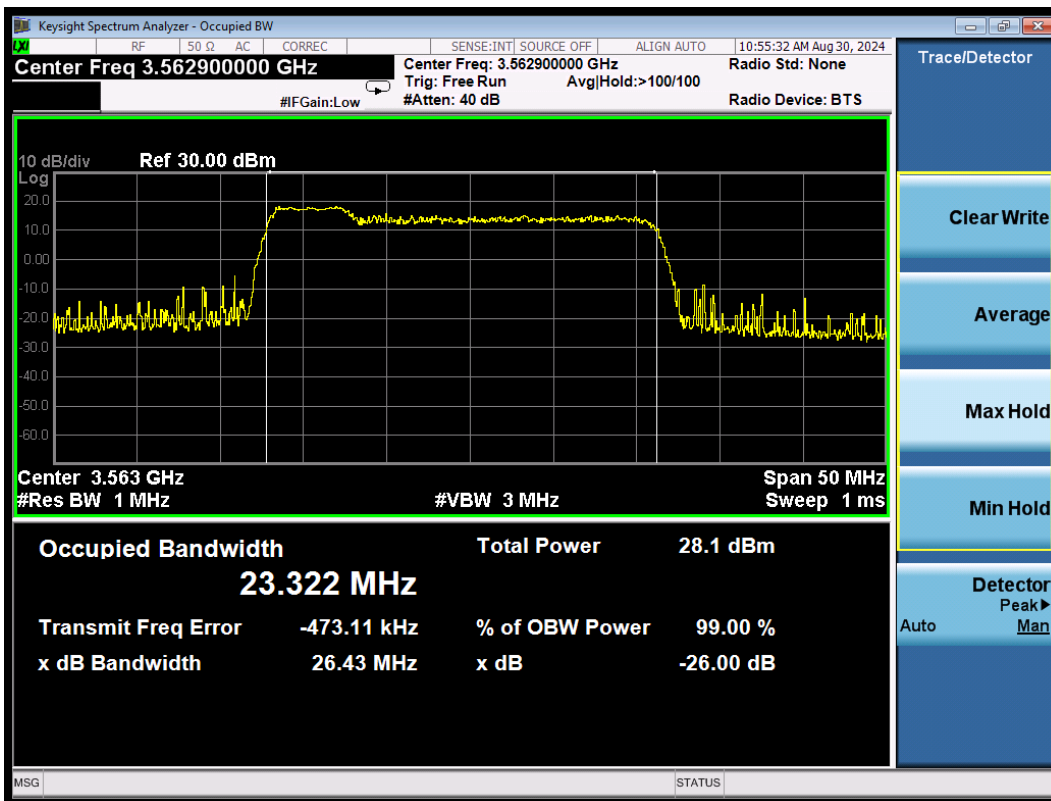 Keysight Spectrum Analyzer - Occupied BW
LXI RF 50 Ω AC CORREC SENSE:INT SOURCE OFF ALIGN AUTO 10:55:32 AM Aug 30, 2024
Center Freq 3.562900000 GHz
Center Freq: 3.562900000 GHz
Radio Std: None
Trig: Free Run Avg|Hold:>100/100
#IFGain:Low
#Atten: 40 dB
Radio Device: BTS
10 dB/div Ref 30.00 dBm
Log
20.0
10.0
0.00
-10.0
-20.0
-30.0
-40.0
-50.0
-60.0
Center 3.563 GHz Span 50 MHz
#Res BW 1 MHz #VBW 3 MHz Sweep 1 ms
Occupied Bandwidth Total Power 28.1 dBm
23.322 MHz
Transmit Freq Error -473.11 kHz % of OBW Power 99.00 %
x dB Bandwidth 26.43 MHz x dB -26.00 dB
MSG STATUS
Trace/Detector
Clear Write
Average
Max Hold
Min Hold
Detector
Peak▶
Auto Man